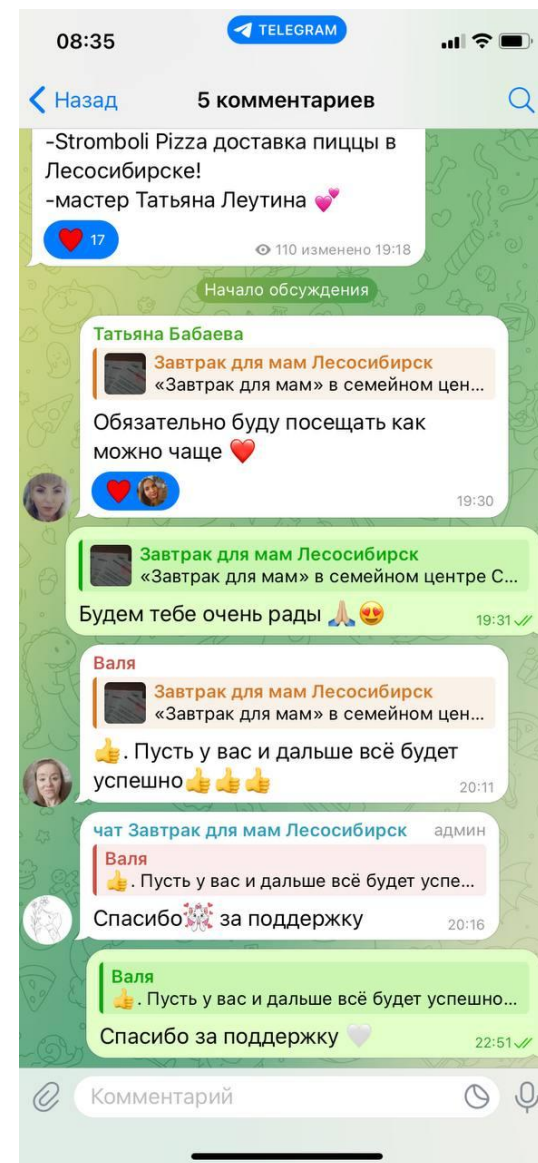 08:35
TELEGRAM
Назад
5 комментариев
-Stromboli Pizza доставка пиццы в
Лесосибирске!
-мастер Татьяна Леутина 💕
❤️ 17
110 изменено 19:18
Начало обсуждения
Татьяна Бабаева
Завтрак для мам Лесосибирск
«Завтрак для мам» в семейном цен...
Обязательно буду посещать как
можно чаще ❤️
19:30
Завтрак для мам Лесосибирск
«Завтрак для мам» в семейном центре С...
Будем тебе очень рады 🙏🏼😍
19:31
Валя
Завтрак для мам Лесосибирск
«Завтрак для мам» в семейном цен...
👍. Пусть у вас и дальше всё будет
успешно👍👍👍
20:11
чат Завтрак для мам Лесосибирск админ
Валя
👍. Пусть у вас и дальше всё будет успе...
Спасибо за поддержку
20:16
Валя
👍. Пусть у вас и дальше всё будет успешно...
Спасибо за поддержку 🤍
22:51
Комментарий